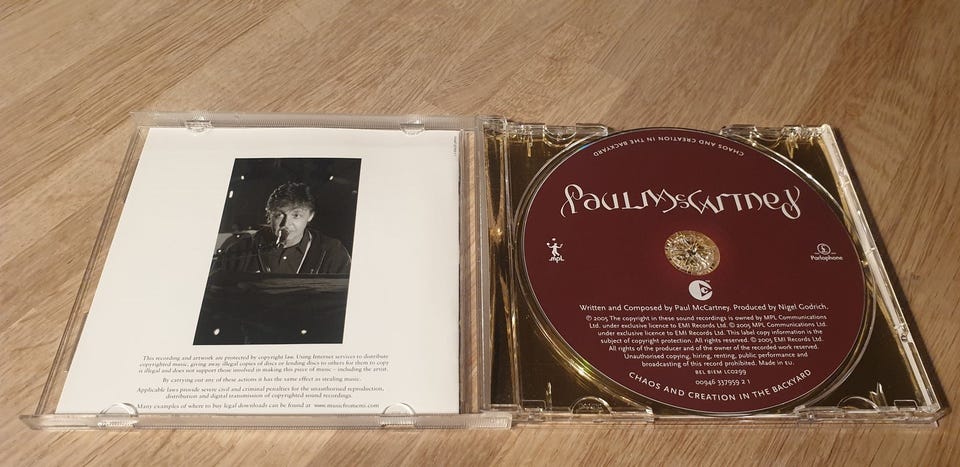 This recording and artwork are protected by copyright law. Using Internet services to distribute
copyrighted music, giving away illegal copies of discs or lending discs to others for them to copy
is illegal and does not support those involved in making this piece of music – including the artist.
By carrying out any of these actions it has the same effect as stealing music.
Applicable laws provide severe civil and criminal penalties for the unauthorised reproduction,
distribution and digital transmission of copyrighted sound recordings.
Many examples of where to buy legal downloads can be found at www.musicfromemi.com
CHAOS AND CREATION IN THE BACKYARD
PAUL McCARTNEY
MPL
Parlophone
Written and Composed by Paul McCartney. Produced by Nigel Godrich.
℗ 2005 The copyright in these sound recordings is owned by MPL Communications
Ltd. under exclusive licence to EMI Records Ltd. © 2005 MPL Communications Ltd.
under exclusive licence to EMI Records Ltd. This label copy information is the
subject of copyright protection. All rights reserved. © 2005 EMI Records Ltd.
All rights of the producer and of the owner of the recorded work reserved.
Unauthorised copying, hiring, renting, public performance and
broadcasting of this record prohibited. Made in eu.
BEL BIEM LC0299
00946 337959 2 1
CHAOS AND CREATION IN THE BACKYARD